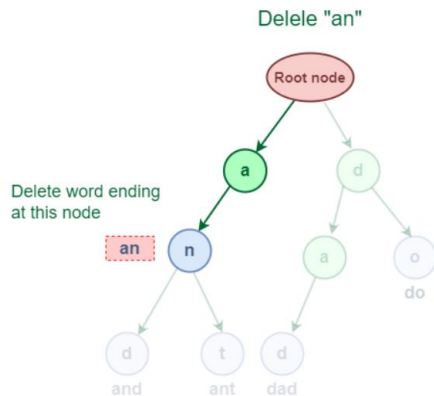 Delele "an"
Root node
a
d
Delete word ending
at this node
an
n
a
o
do
d
t
d
and
ant
dad